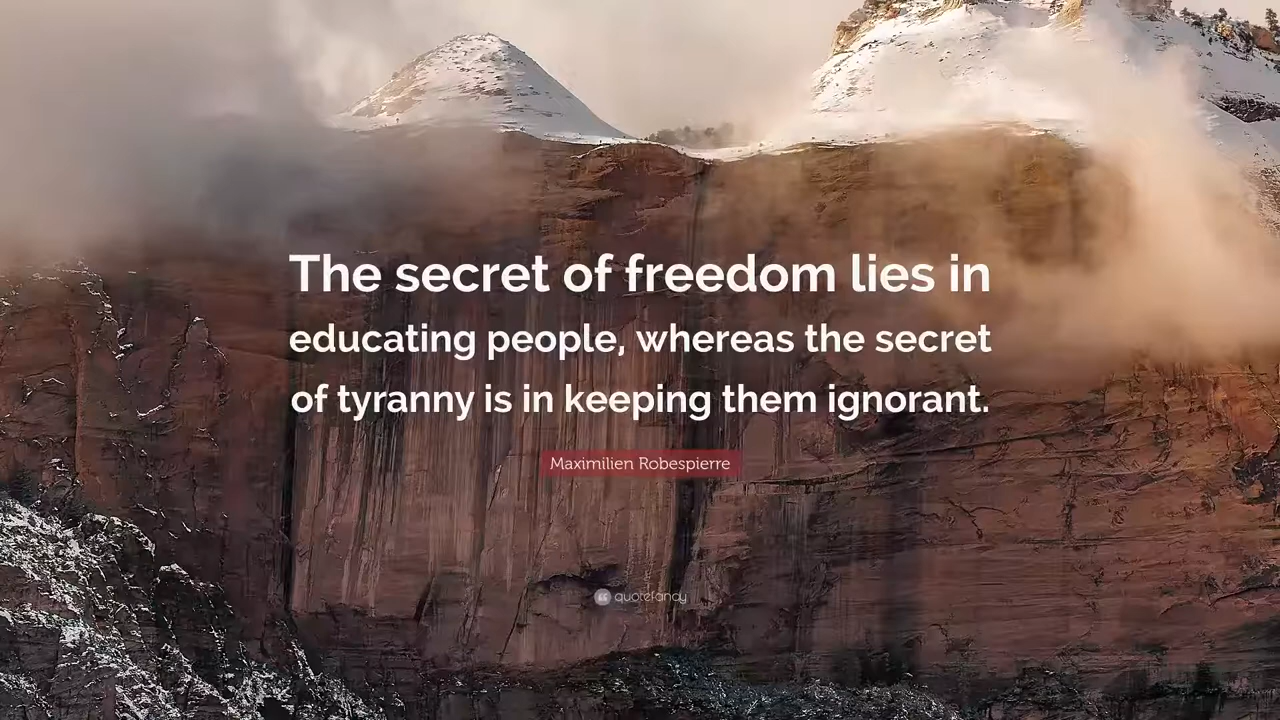 The secret of freedom lies in
educating people, whereas the secret
of tyranny is in keeping them ignorant.
Maximilien Robespierre
quotefancy